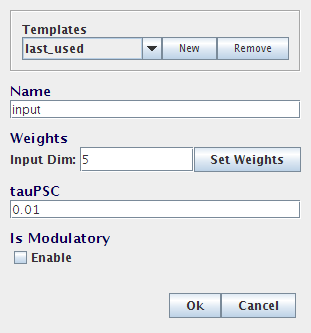 Templates
last_used New Remove
Name
input
Weights
Input Dim: 5 Set Weights
tauPSC
0.01
Is Modulatory
Enable
Ok Cancel